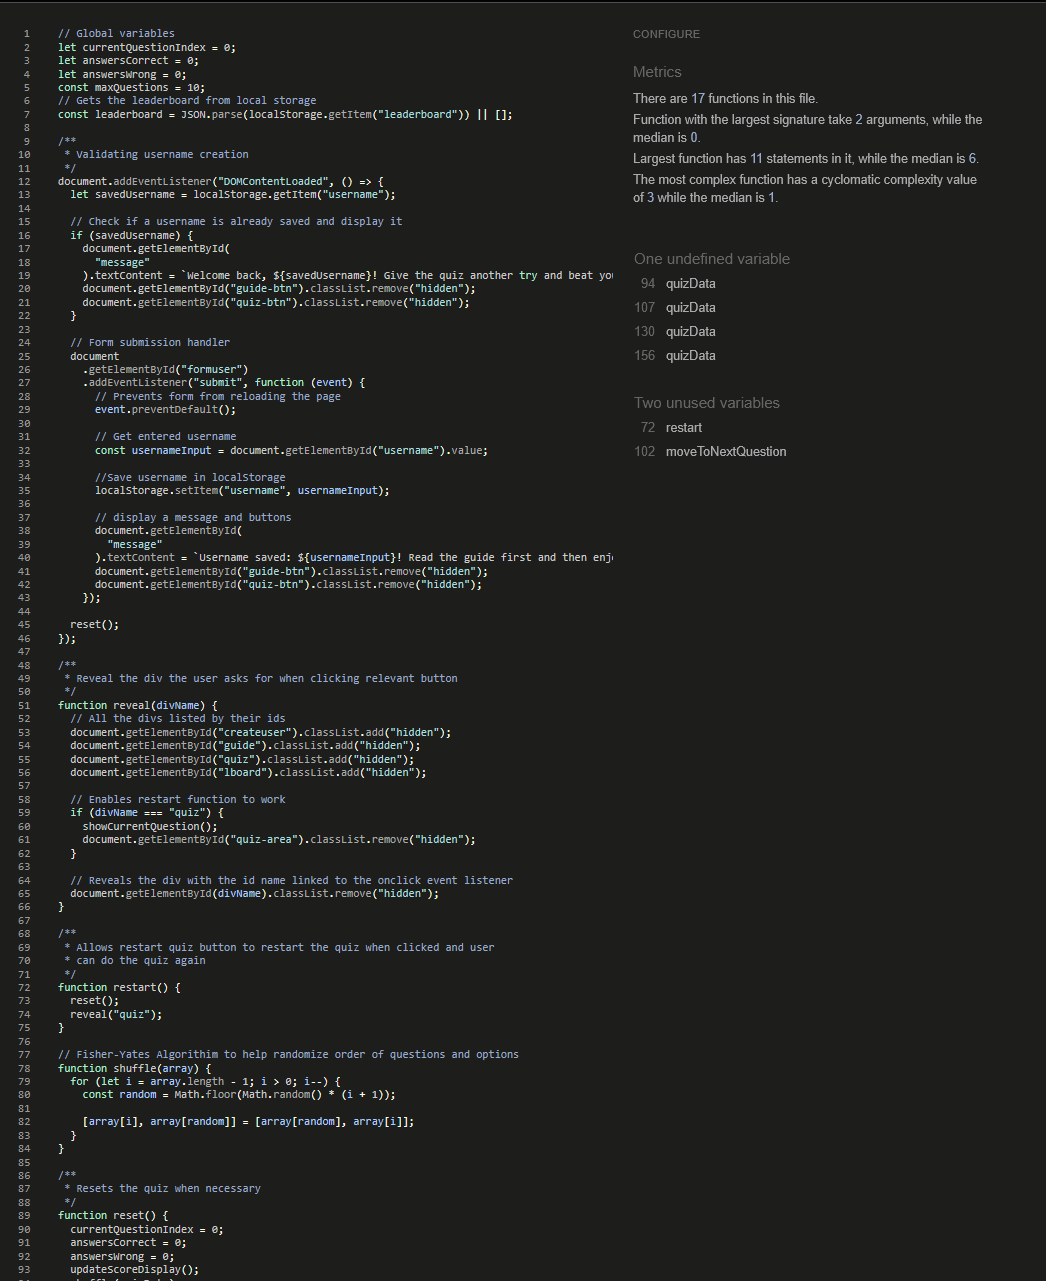 1 // Global variables
2 let currentQuestionIndex = 0;
3 let answersCorrect = 0;
4 let answersWrong = 0;
5 const maxQuestions = 10;
6 // Gets the leaderboard from local storage
7 const leaderboard = JSON.parse(localStorage.getItem("leaderboard")) || [];
8
9 /**
10  * Validating username creation
11  */
12 document.addEventListener("DOMContentLoaded", () => {
13   let savedUsername = localStorage.getItem("username");
14
15   // Check if a username is already saved and display it
16   if (savedUsername) {
17     document.getElementById(
18       "message"
19     ).textContent = `Welcome back, ${savedUsername}! Give the quiz another try and beat you
20     document.getElementById("guide-btn").classList.remove("hidden");
21     document.getElementById("quiz-btn").classList.remove("hidden");
22   }
23
24   // Form submission handler
25   document
26     .getElementById("formuser")
27     .addEventListener("submit", function (event) {
28       // Prevents form from reloading the page
29       event.preventDefault();
30
31       // Get entered username
32       const usernameInput = document.getElementById("username").value;
33
34       //Save username in localStorage
35       localStorage.setItem("username", usernameInput);
36
37       // display a message and buttons
38       document.getElementById(
39         "message"
40       ).textContent = `Username saved: ${usernameInput}! Read the guide first and then enj
41       document.getElementById("guide-btn").classList.remove("hidden");
42       document.getElementById("quiz-btn").classList.remove("hidden");
43     });
44
45   reset();
46 });
47
48 /**
49  * Reveal the div the user asks for when clicking relevant button
50  */
51 function reveal(divName) {
52   // All the divs listed by their ids
53   document.getElementById("createuser").classList.add("hidden");
54   document.getElementById("guide").classList.add("hidden");
55   document.getElementById("quiz").classList.add("hidden");
56   document.getElementById("lboard").classList.add("hidden");
57
58   // Enables restart function to work
59   if (divName === "quiz") {
60     showCurrentQuestion();
61     document.getElementById("quiz-area").classList.remove("hidden");
62   }
63
64   // Reveals the div with the id name linked to the onclick event listener
65   document.getElementById(divName).classList.remove("hidden");
66 }
67
68 /**
69  * Allows restart quiz button to restart the quiz when clicked and user
70  * can do the quiz again
71  */
72 function restart() {
73   reset();
74   reveal("quiz");
75 }
76
77 // Fisher-Yates Algorithim to help randomize order of questions and options
78 function shuffle(array) {
79   for (let i = array.length - 1; i > 0; i--) {
80     const random = Math.floor(Math.random() * (i + 1));
81
82     [array[i], array[random]] = [array[random], array[i]];
83   }
84 }
85
86 /**
87  * Resets the quiz when necessary
88  */
89 function reset() {
90   currentQuestionIndex = 0;
91   answersCorrect = 0;
92   answersWrong = 0;
93   updateScoreDisplay();
CONFIGURE
Metrics
There are 17 functions in this file.
Function with the largest signature take 2 arguments, while the
median is 0.
Largest function has 11 statements in it, while the median is 6.
The most complex function has a cyclomatic complexity value
of 3 while the median is 1.
One undefined variable
94 quizData
107 quizData
130 quizData
156 quizData
Two unused variables
72 restart
102 moveToNextQuestion